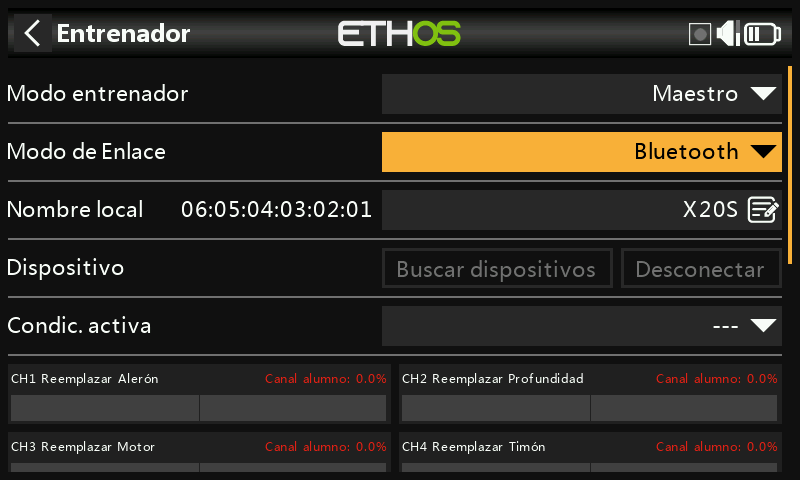 Entrenador
ETHOS
Modo entrenador Maestro
Modo de Enlace Bluetooth
Nombre local 06:05:04:03:02:01 X20S
Dispositivo Buscar dispositivos Desconectar
Condic. activa ---
CH1 Reemplazar Alerón Canal alumno: 0.0%
CH2 Reemplazar Profundidad Canal alumno: 0.0%
CH3 Reemplazar Motor Canal alumno: 0.0%
CH4 Reemplazar Timón Canal alumno: 0.0%